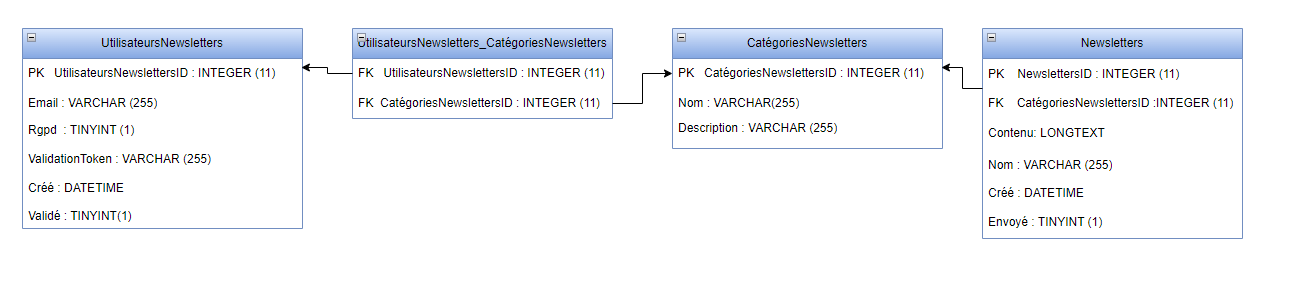 UtilisateursNewsletters
PK UtilisateursNewslettersID : INTEGER (11)
Email : VARCHAR (255)
Rgpd : TINYINT (1)
ValidationToken : VARCHAR (255)
Créé : DATETIME
Validé : TINYINT(1)
UtilisateursNewsletters_CatégoriesNewsletters
FK UtilisateursNewslettersID : INTEGER (11)
FK CatégoriesNewslettersID : INTEGER (11)
CatégoriesNewsletters
PK CatégoriesNewslettersID : INTEGER (11)
Nom : VARCHAR(255)
Description : VARCHAR (255)
Newsletters
PK NewslettersID : INTEGER (11)
FK CatégoriesNewslettersID :INTEGER (11)
Contenu: LONGTEXT
Nom : VARCHAR (255)
Créé : DATETIME
Envoyé : TINYINT (1)